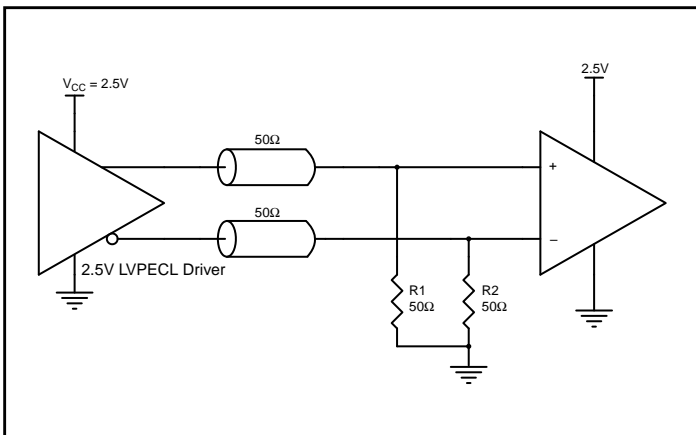 V_CC = 2.5V
2.5V
50Ω
+
50Ω
–
2.5V LVPECL Driver
R1
50Ω
R2
50Ω